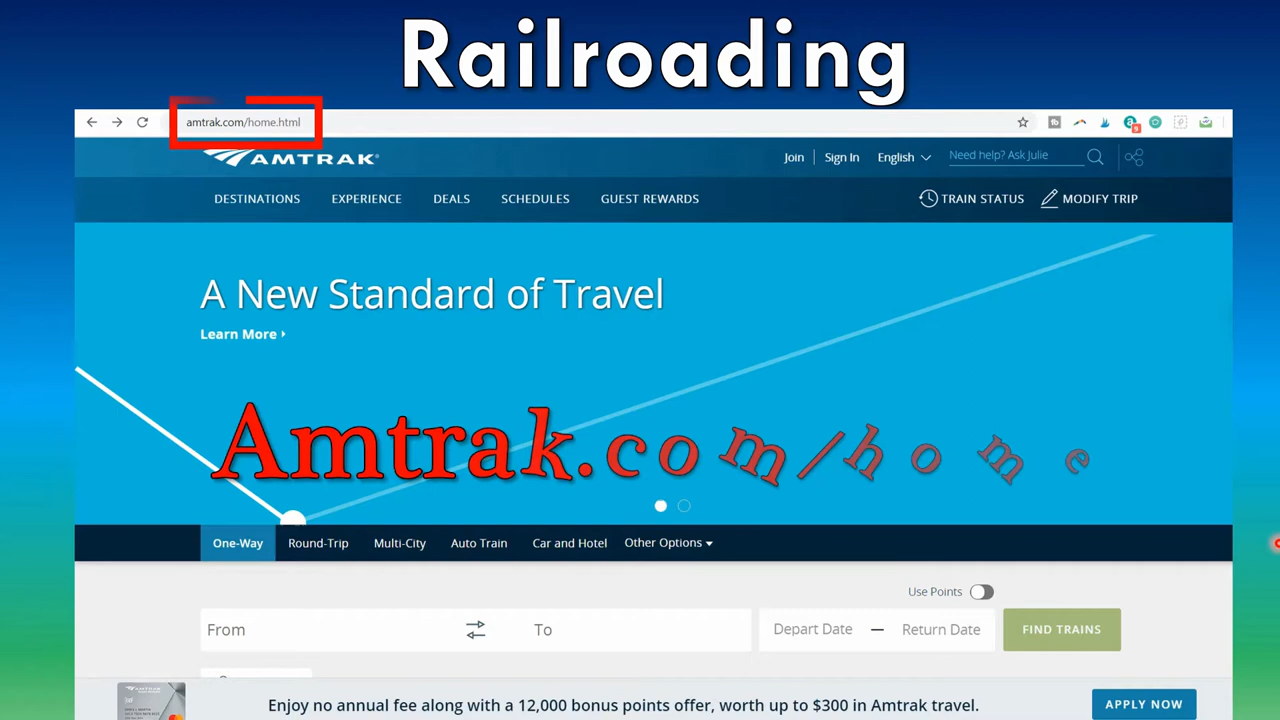 Railroading
amtrak.com/home.html
9
AMTRAK
Join
Sign In
English
Need help? Ask Julie
DESTINATIONS
EXPERIENCE
DEALS
SCHEDULES
GUEST REWARDS
TRAIN STATUS
MODIFY TRIP
A New Standard of Travel
Learn More
Amtrak.com/home
One-Way
Round-Trip
Multi-City
Auto Train
Car and Hotel
Other Options
Use Points
From
To
Depart Date — Return Date
FIND TRAINS
AMTRAK
Enjoy no annual fee along with a 12,000 bonus points offer, worth up to $300 in Amtrak travel.
APPLY NOW